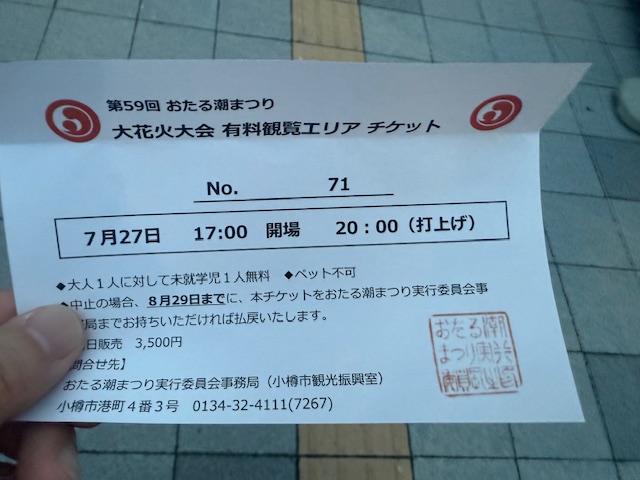 第59回 おたる潮まつり
大花火大会 有料観覧エリア チケット
No. 71
7月27日 17:00 開場 20:00(打上げ)
◆大人1人に対して未就学児1人無料 ◆ペット不可
◆中止の場合、8月29日までに、本チケットをおたる潮まつり実行委員会事
局までお持ちいただければ払戻いたします。
日販売 3,500円
問合せ先】
おたる潮まつり実行委員会事務局(小樽市観光振興室)
小樽市港町4番3号 0134-32-4111(7267)
おたる潮
まつり実行